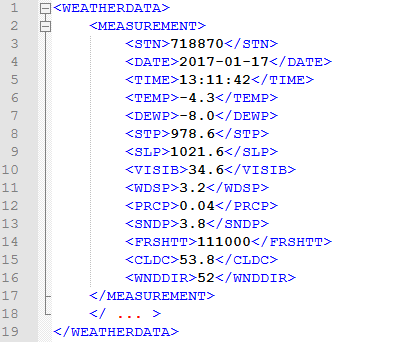 1 <WEATHERDATA>
2 <MEASUREMENT>
3 <STN>718870</STN>
4 <DATE>2017-01-17</DATE>
5 <TIME>13:11:42</TIME>
6 <TEMP>-4.3</TEMP>
7 <DEWP>-8.0</DEWP>
8 <STP>978.6</STP>
9 <SLP>1021.6</SLP>
10 <VISIB>34.6</VISIB>
11 <WDSP>3.2</WDSP>
12 <PRCP>0.04</PRCP>
13 <SNDP>3.8</SNDP>
14 <FRSHTT>111000</FRSHTT>
15 <CLDC>53.8</CLDC>
16 <WNDDIR>52</WNDDIR>
17 </MEASUREMENT>
18 </ ... >
19 </WEATHERDATA>